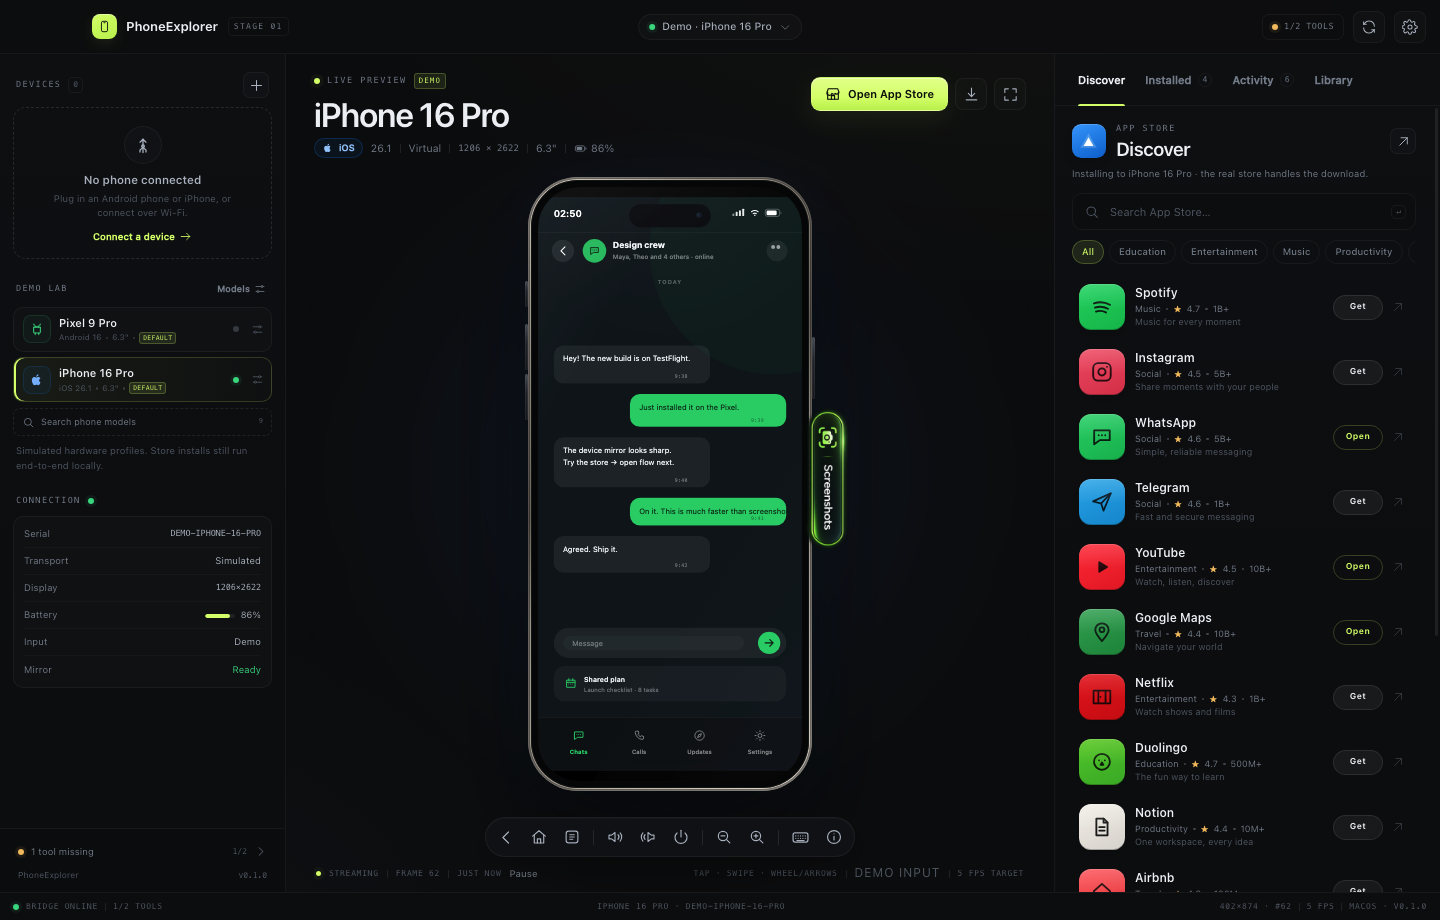 PhoneExplorer STAGE 01
Demo · iPhone 16 Pro
1/2 TOOLS
DEVICES 0
No phone connected
Plug in an Android phone or iPhone, or
connect over Wi-Fi.
Connect a device →
DEMO LAB Models
Pixel 9 Pro
Android 16 · 6.3" · DEFAULT
iPhone 16 Pro
iOS 26.1 · 6.3" · DEFAULT
Search phone models 9
Simulated hardware profiles. Store installs still run
end-to-end locally.
CONNECTION
Serial DEMO-IPHONE-16-PRO
Transport Simulated
Display 1206×2622
Battery 86%
Input Demo
Mirror Ready
1 tool missing 1/2
PhoneExplorer v0.1.0
LIVE PREVIEW DEMO
iPhone 16 Pro
iOS 26.1 Virtual 1206 × 2622 6.3" 86%
Open App Store
02:50
Design crew
Maya, Theo and 4 others · online
TODAY
Hey! The new build is on TestFlight.
9:38
Just installed it on the Pixel.
9:39
The device mirror looks sharp.
Try the store → open flow next.
9:40
On it. This is much faster than screensho
9:41
Agreed. Ship it.
9:42
Message
Shared plan
Launch checklist · 8 tasks
Chats Calls Updates Settings
Screenshots
STREAMING FRAME 62 JUST NOW Pause
TAP · SWIPE · WHEEL/ARROWS DEMO INPUT 5 FPS TARGET
Discover Installed 4 Activity 6 Library
APP STORE
Discover
Installing to iPhone 16 Pro · the real store handles the download.
Search App Store...
All Education Entertainment Music Productivity
Spotify
Music · ★ 4.7 · 1B+
Music for every moment
Get
Instagram
Social · ★ 4.5 · 5B+
Share moments with your people
Get
WhatsApp
Social · ★ 4.6 · 5B+
Simple, reliable messaging
Open
Telegram
Social · ★ 4.6 · 1B+
Fast and secure messaging
Get
YouTube
Entertainment · ★ 4.5 · 10B+
Watch, listen, discover
Open
Google Maps
Travel · ★ 4.4 · 10B+
Navigate your world
Open
Netflix
Entertainment · ★ 4.3 · 1B+
Watch shows and films
Get
Duolingo
Education · ★ 4.7 · 500M+
The fun way to learn
Get
Notion
Productivity · ★ 4.4 · 10M+
One workspace, every idea
Get
Airbnb
Get
BRIDGE ONLINE 1/2 TOOLS
IPHONE 16 PRO · DEMO-IPHONE-16-PRO
402×874 · #62 5 FPS MACOS · V0.1.0